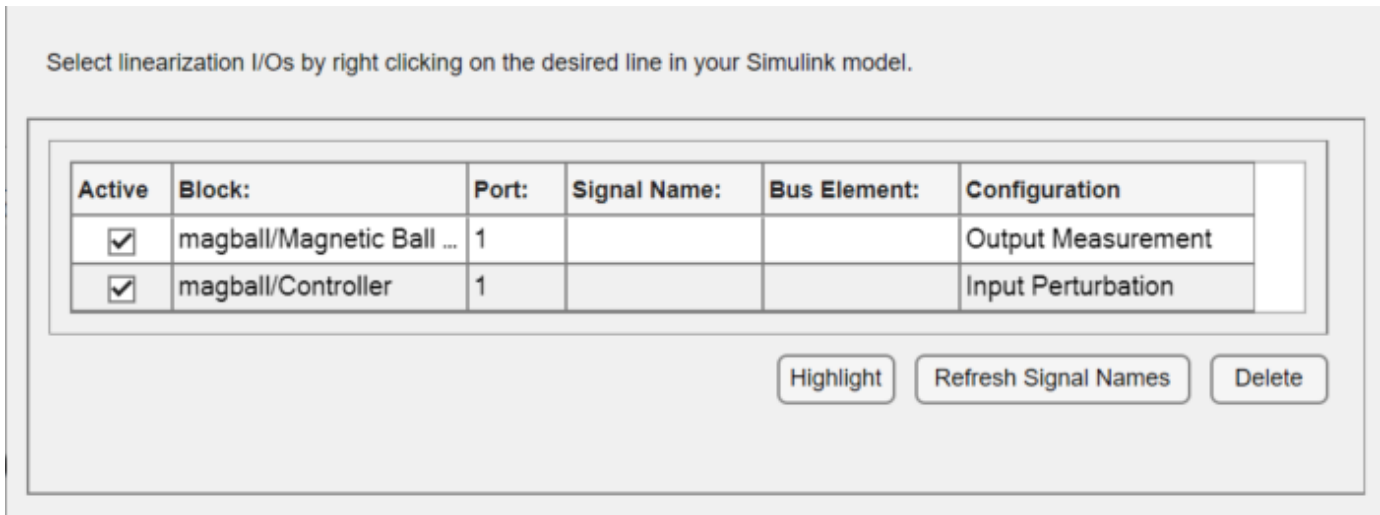 Select linearization I/Os by right clicking on the desired line in your Simulink model.
Active Block: Port: Signal Name: Bus Element: Configuration
magball/Magnetic Ball ... 1 Output Measurement
magball/Controller 1 Input Perturbation
Highlight Refresh Signal Names Delete